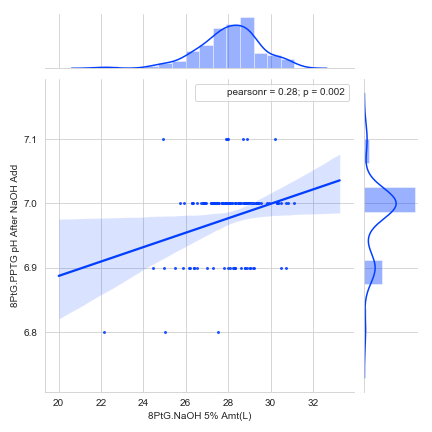 pearsonr = 0.28; p = 0.002
7.1
7.0
6.9
6.8
8PtG.PPTG pH After NaOH Add
20 22 24 26 28 30 32
8PtG.NaOH 5% Amt(L)